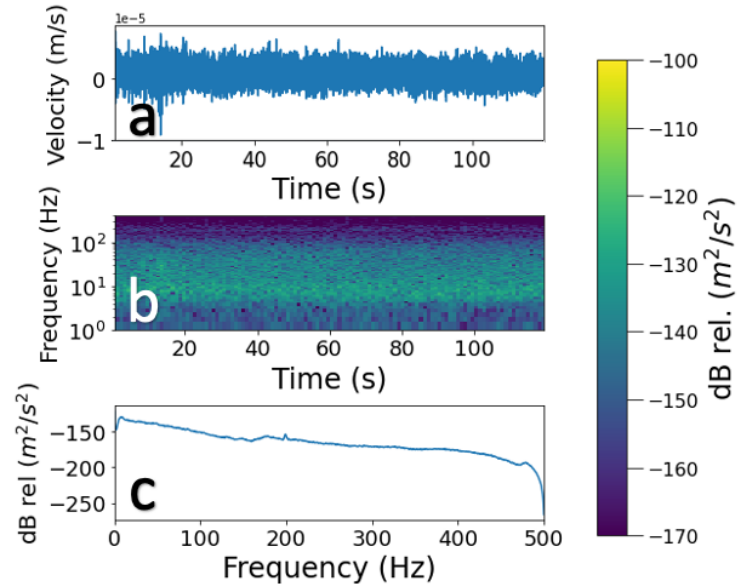 1e-5
Velocity (m/s)
0
−1
a
20 40 60 80 100
Time (s)
Frequency (Hz)
10²
10¹
10⁰
b
20 40 60 80 100
Time (s)
dB rel (m²/s²)
−150
−200
−250
c
0 100 200 300 400 500
Frequency (Hz)
−100
−110
−120
−130
−140
−150
−160
−170
dB rel. (m²/s²)